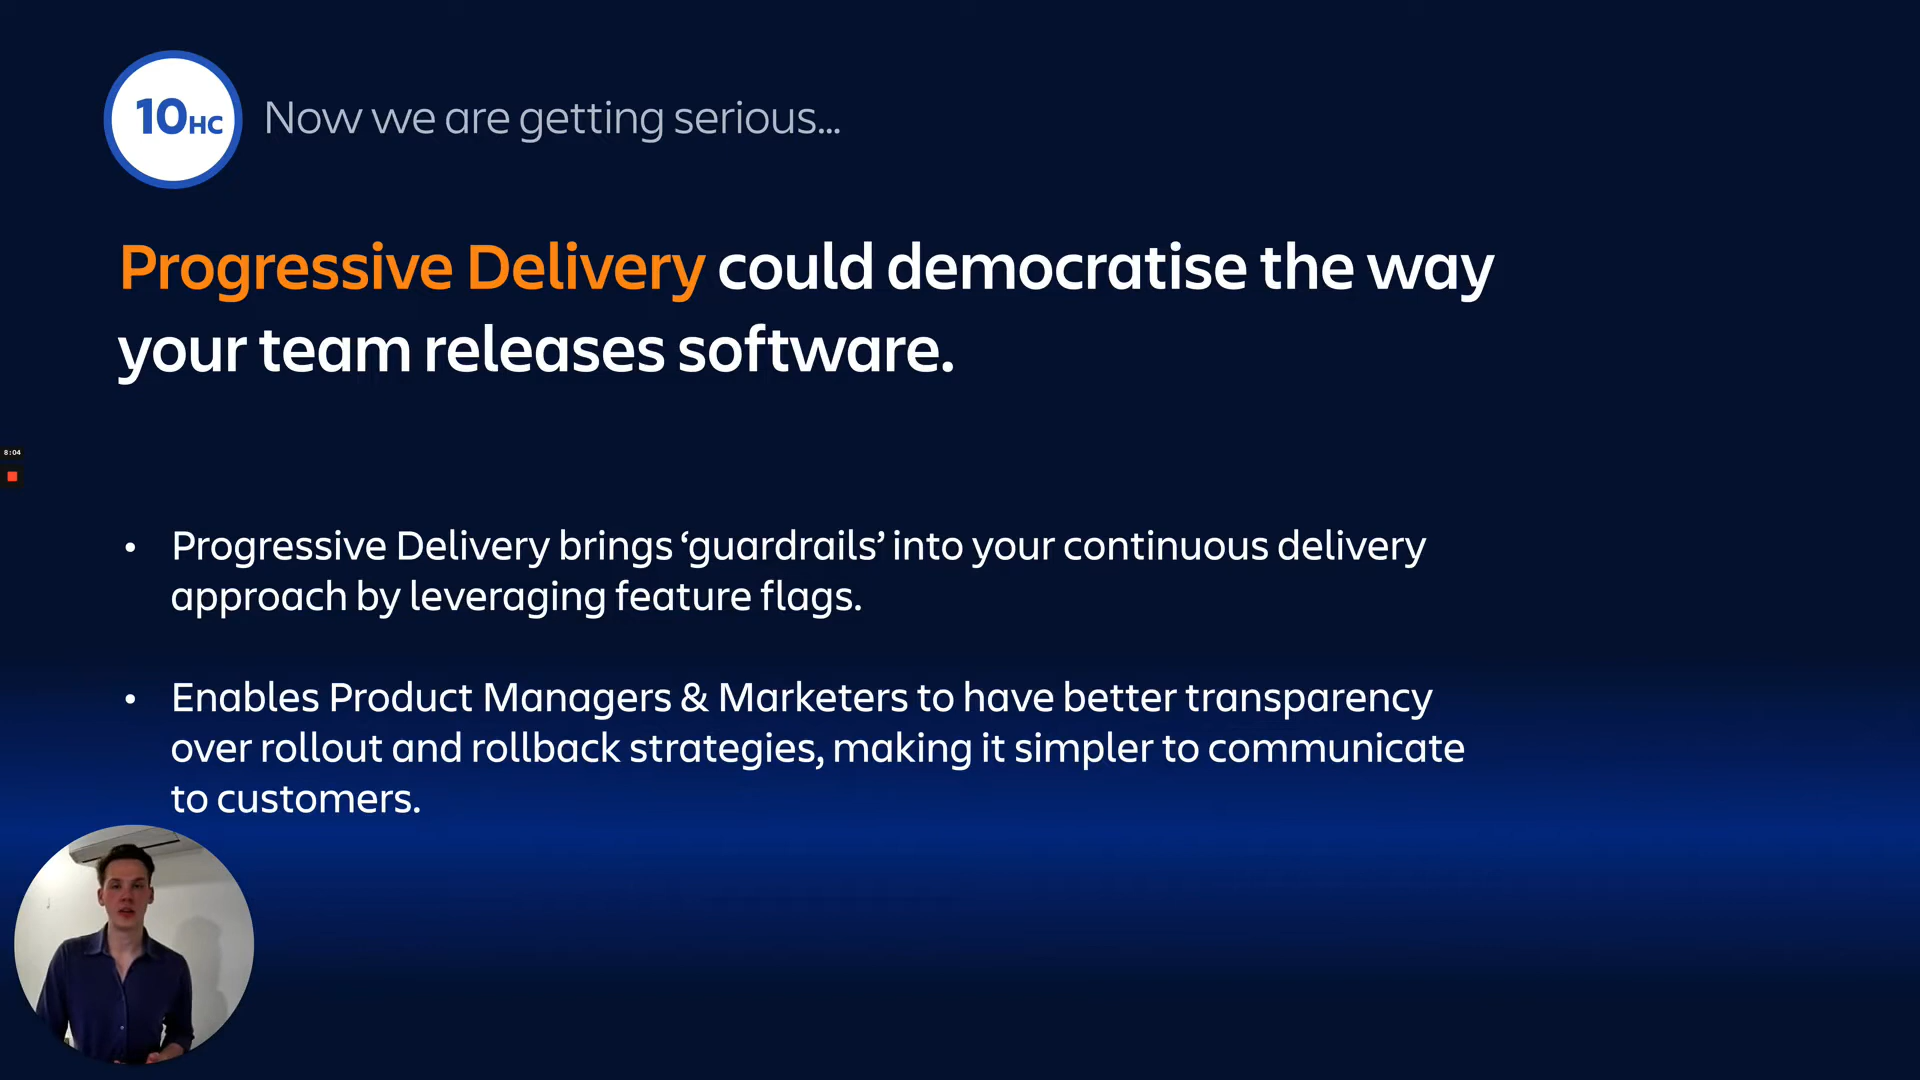 10HC
Now we are getting serious...
Progressive Delivery could democratise the way
your team releases software.
8:04
• Progressive Delivery brings ‘guardrails’ into your continuous delivery
approach by leveraging feature flags.
• Enables Product Managers & Marketers to have better transparency
over rollout and rollback strategies, making it simpler to communicate
to customers.